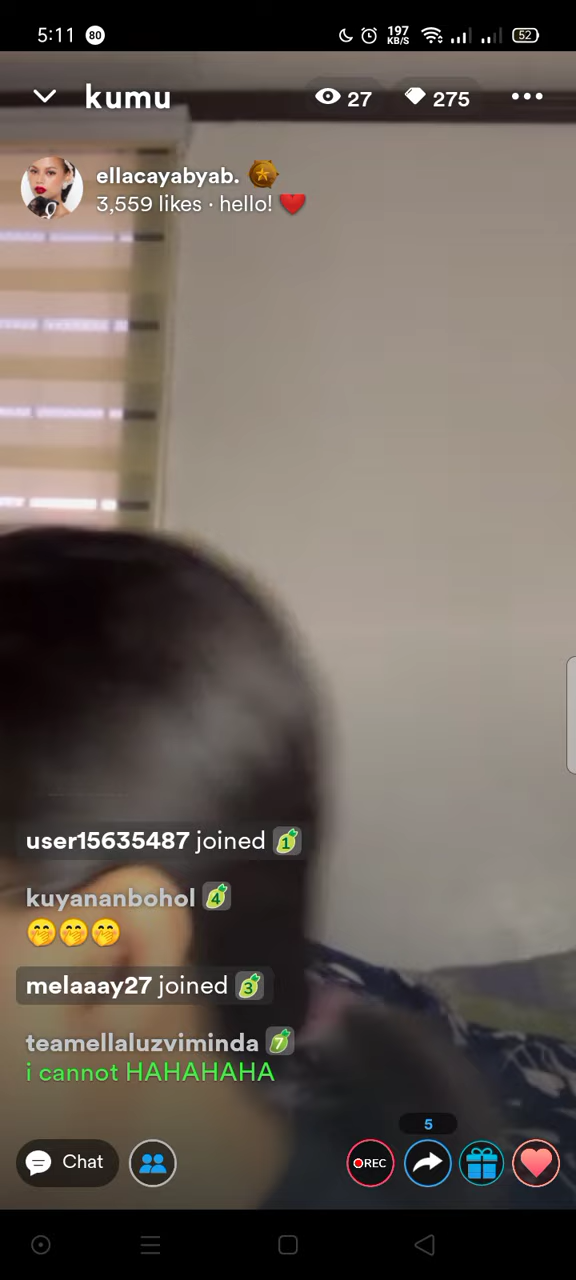 5:11 80 197 KB/S 52
kumu 27 275 •••
ellacayabyab.
3,559 likes · hello! ❤️
user15635487 joined 1
kuyananbohol 4
🤭🤭🤭
melaaay27 joined 3
teamellaluzviminda 7
i cannot HAHAHAHA
5
Chat REC